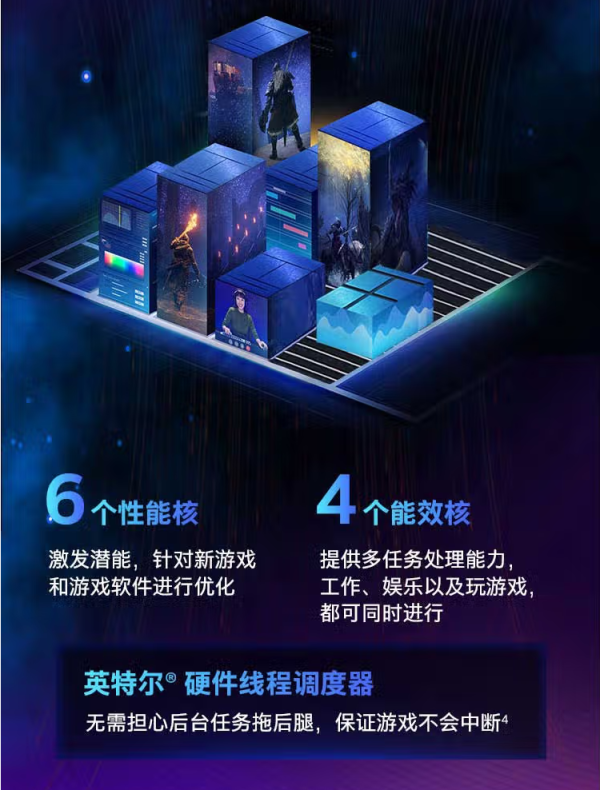 6个性能核
4个能效核
激发潜能，针对新游戏
和游戏软件进行优化
提供多任务处理能力，
工作、娱乐以及玩游戏，
都可同时进行
英特尔® 硬件线程调度器
无需担心后台任务拖后腿，保证游戏不会中断⁴